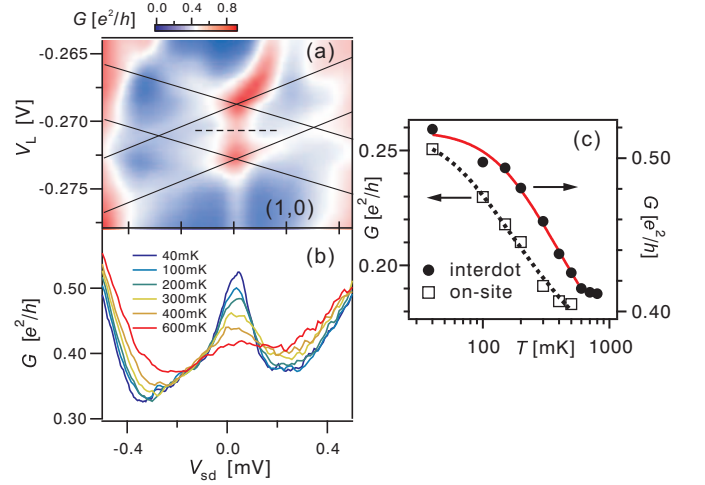 G [e²/h]
0.0 0.4 0.8
(a)
-0.265
-0.270
-0.275
V_L [V]
(1,0)
(b)
40mK
100mK
200mK
300mK
400mK
600mK
0.50
0.40
0.30
G [e²/h]
-0.4 0.0 0.4
V_sd [mV]
(c)
0.25
0.20
G [e²/h]
0.50
0.40
G [e²/h]
interdot
on-site
100 1000
T [mK]